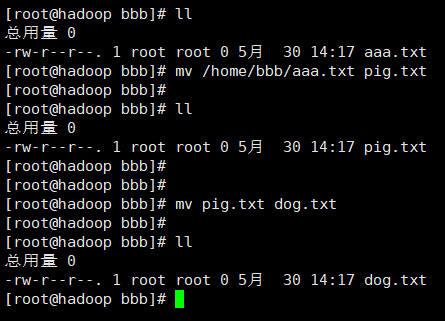 [root@hadoop bbb]# ll
总用量 0
-rw-r--r--. 1 root root 0 5月  30 14:17 aaa.txt
[root@hadoop bbb]# mv /home/bbb/aaa.txt pig.txt
[root@hadoop bbb]#
[root@hadoop bbb]# ll
总用量 0
-rw-r--r--. 1 root root 0 5月  30 14:17 pig.txt
[root@hadoop bbb]#
[root@hadoop bbb]#
[root@hadoop bbb]# mv pig.txt dog.txt
[root@hadoop bbb]#
[root@hadoop bbb]# ll
总用量 0
-rw-r--r--. 1 root root 0 5月  30 14:17 dog.txt
[root@hadoop bbb]#